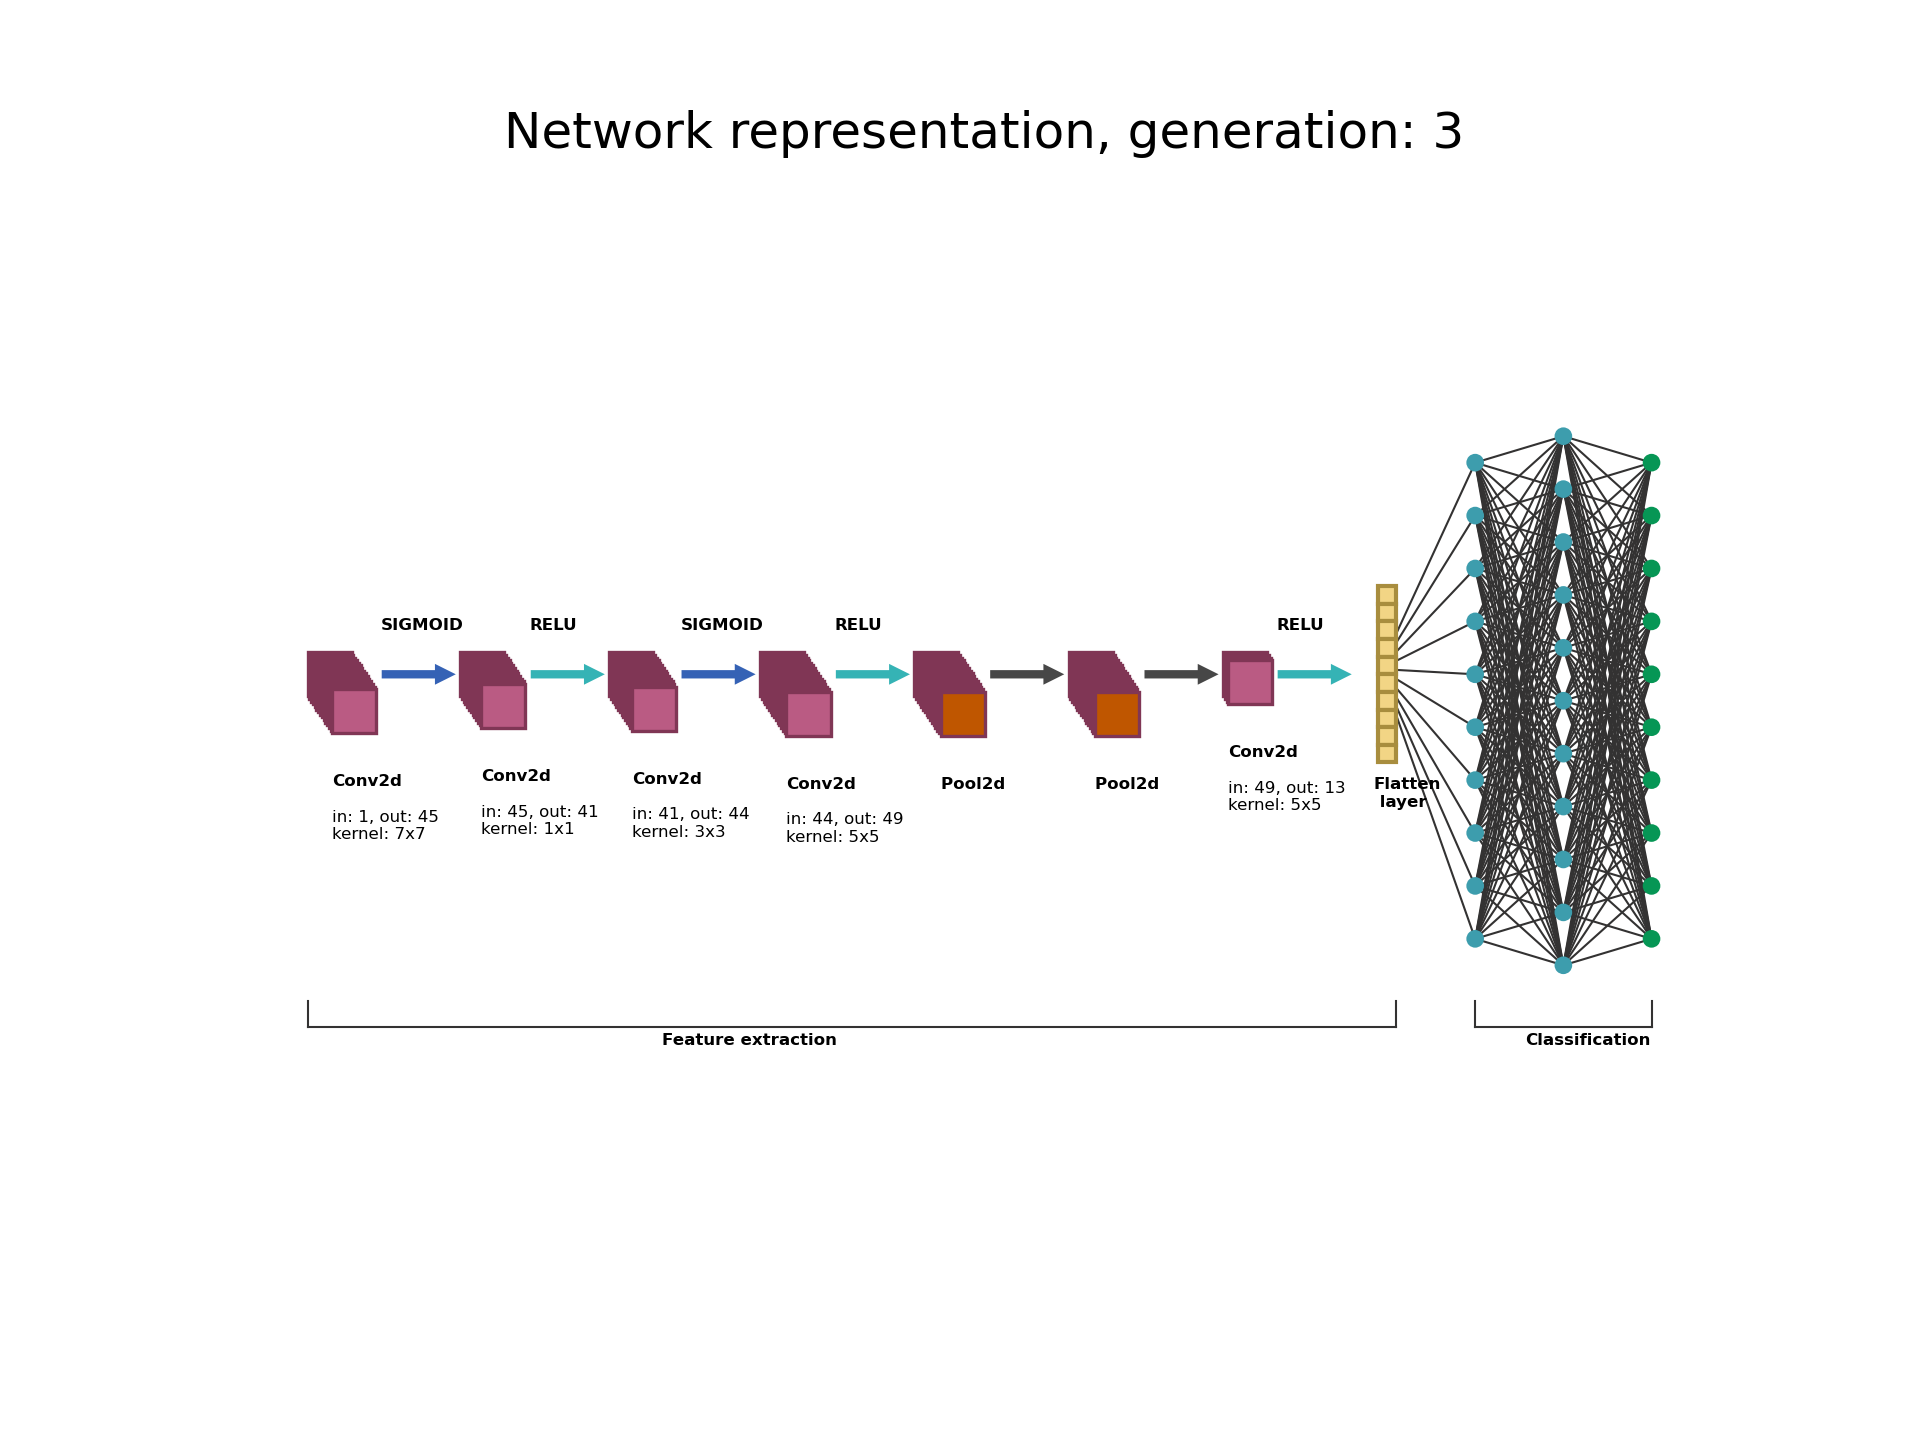 Network representation, generation: 3
SIGMOID
RELU
SIGMOID
RELU
RELU
Conv2d
in: 1, out: 45
kernel: 7x7
Conv2d
in: 45, out: 41
kernel: 1x1
Conv2d
in: 41, out: 44
kernel: 3x3
Conv2d
in: 44, out: 49
kernel: 5x5
Pool2d
Pool2d
Conv2d
in: 49, out: 13
kernel: 5x5
Flatten
layer
Feature extraction
Classification